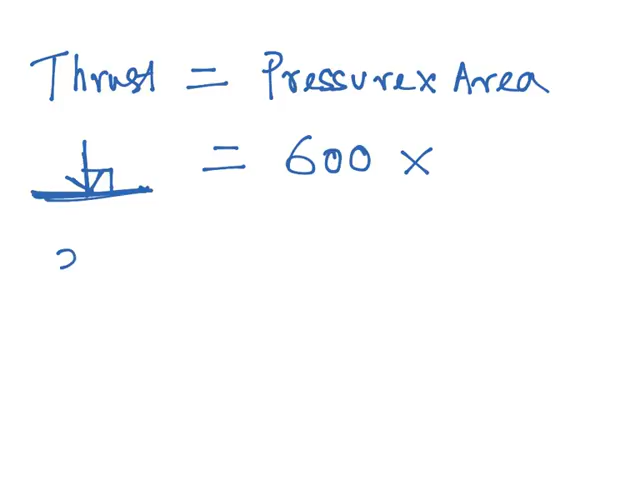 Thrust = Pressure x Area
= 600 x